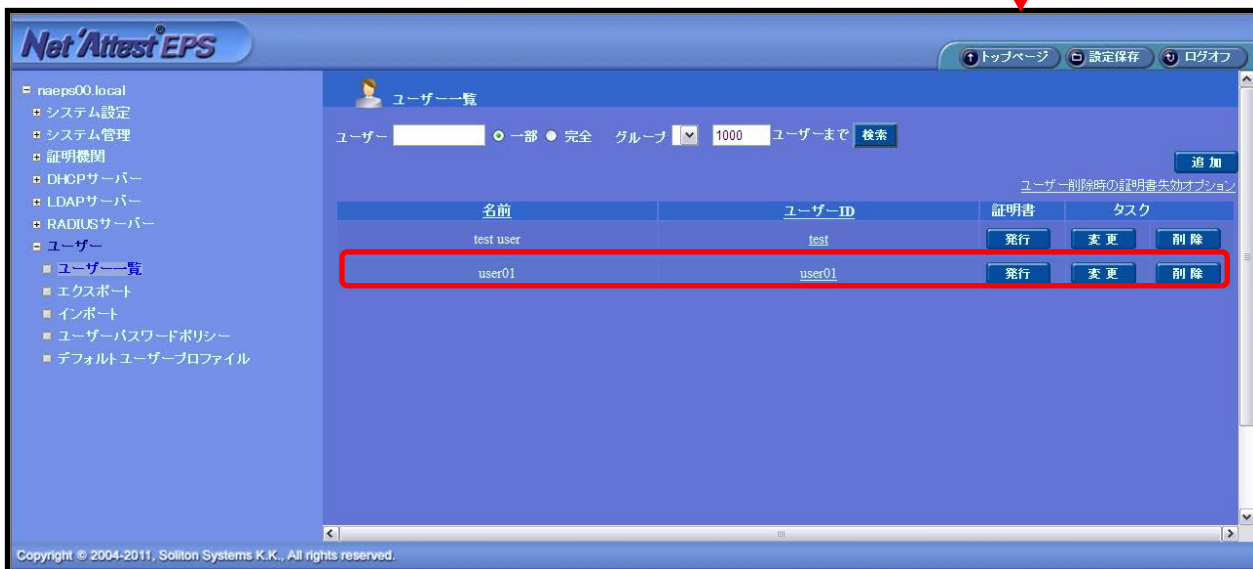 Net'Attest EPS
トップページ 設定保存 ログオフ
naeps00.local
システム設定
システム管理
証明機関
DHCPサーバー
LDAPサーバー
RADIUSサーバー
ユーザー
ユーザー一覧
エクスポート
インポート
ユーザーパスワードポリシー
デフォルトユーザープロファイル
ユーザー一覧
ユーザー 一部 完全 グループ 1000 ユーザーまで 検索
追加
ユーザー削除時の証明書失効オプション
名前 ユーザーID 証明書 タスク
test user test 発行 変更 削除
user01 user01 発行 変更 削除
Copyright © 2004-2011, Soliton Systems K.K., All rights reserved.